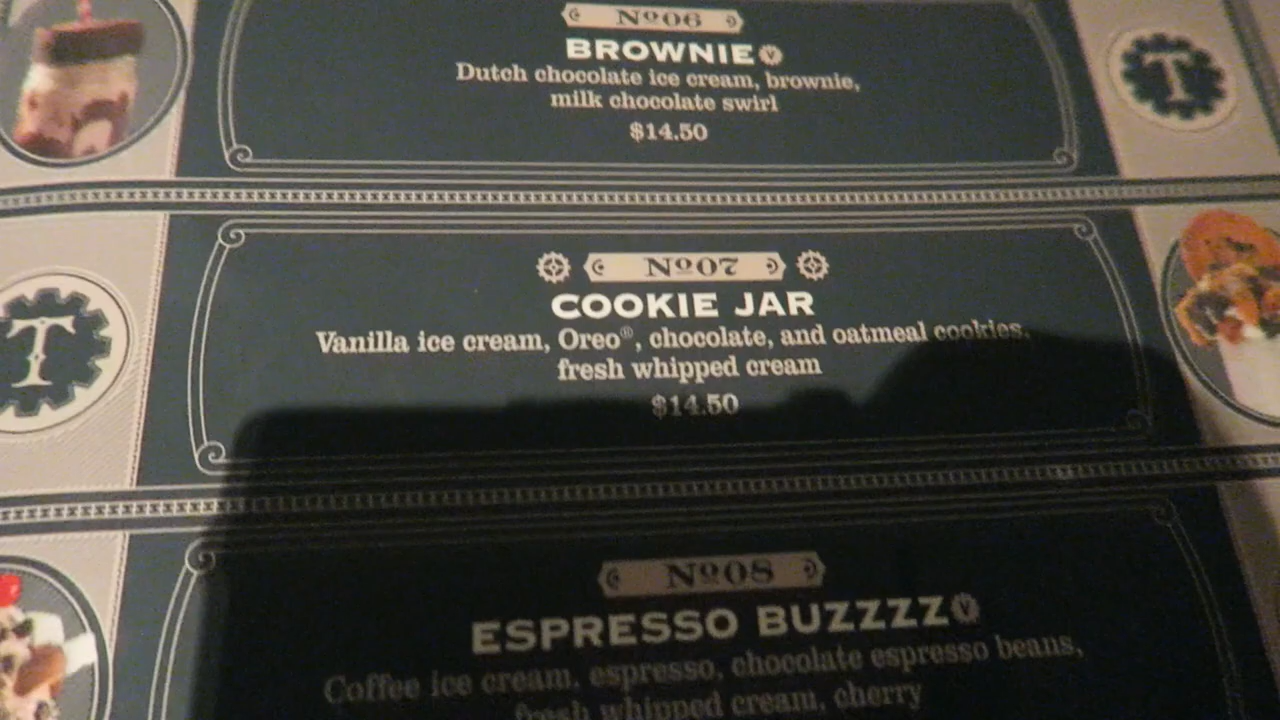 Nº06
BROWNIE V
Dutch chocolate ice cream, brownie,
milk chocolate swirl
$14.50
T
Nº07
COOKIE JAR
Vanilla ice cream, Oreo®, chocolate, and oatmeal cookies,
fresh whipped cream
$14.50
T
Nº08
ESPRESSO BUZZZZ V
Coffee ice cream, espresso, chocolate espresso beans,
fresh whipped cream, cherry